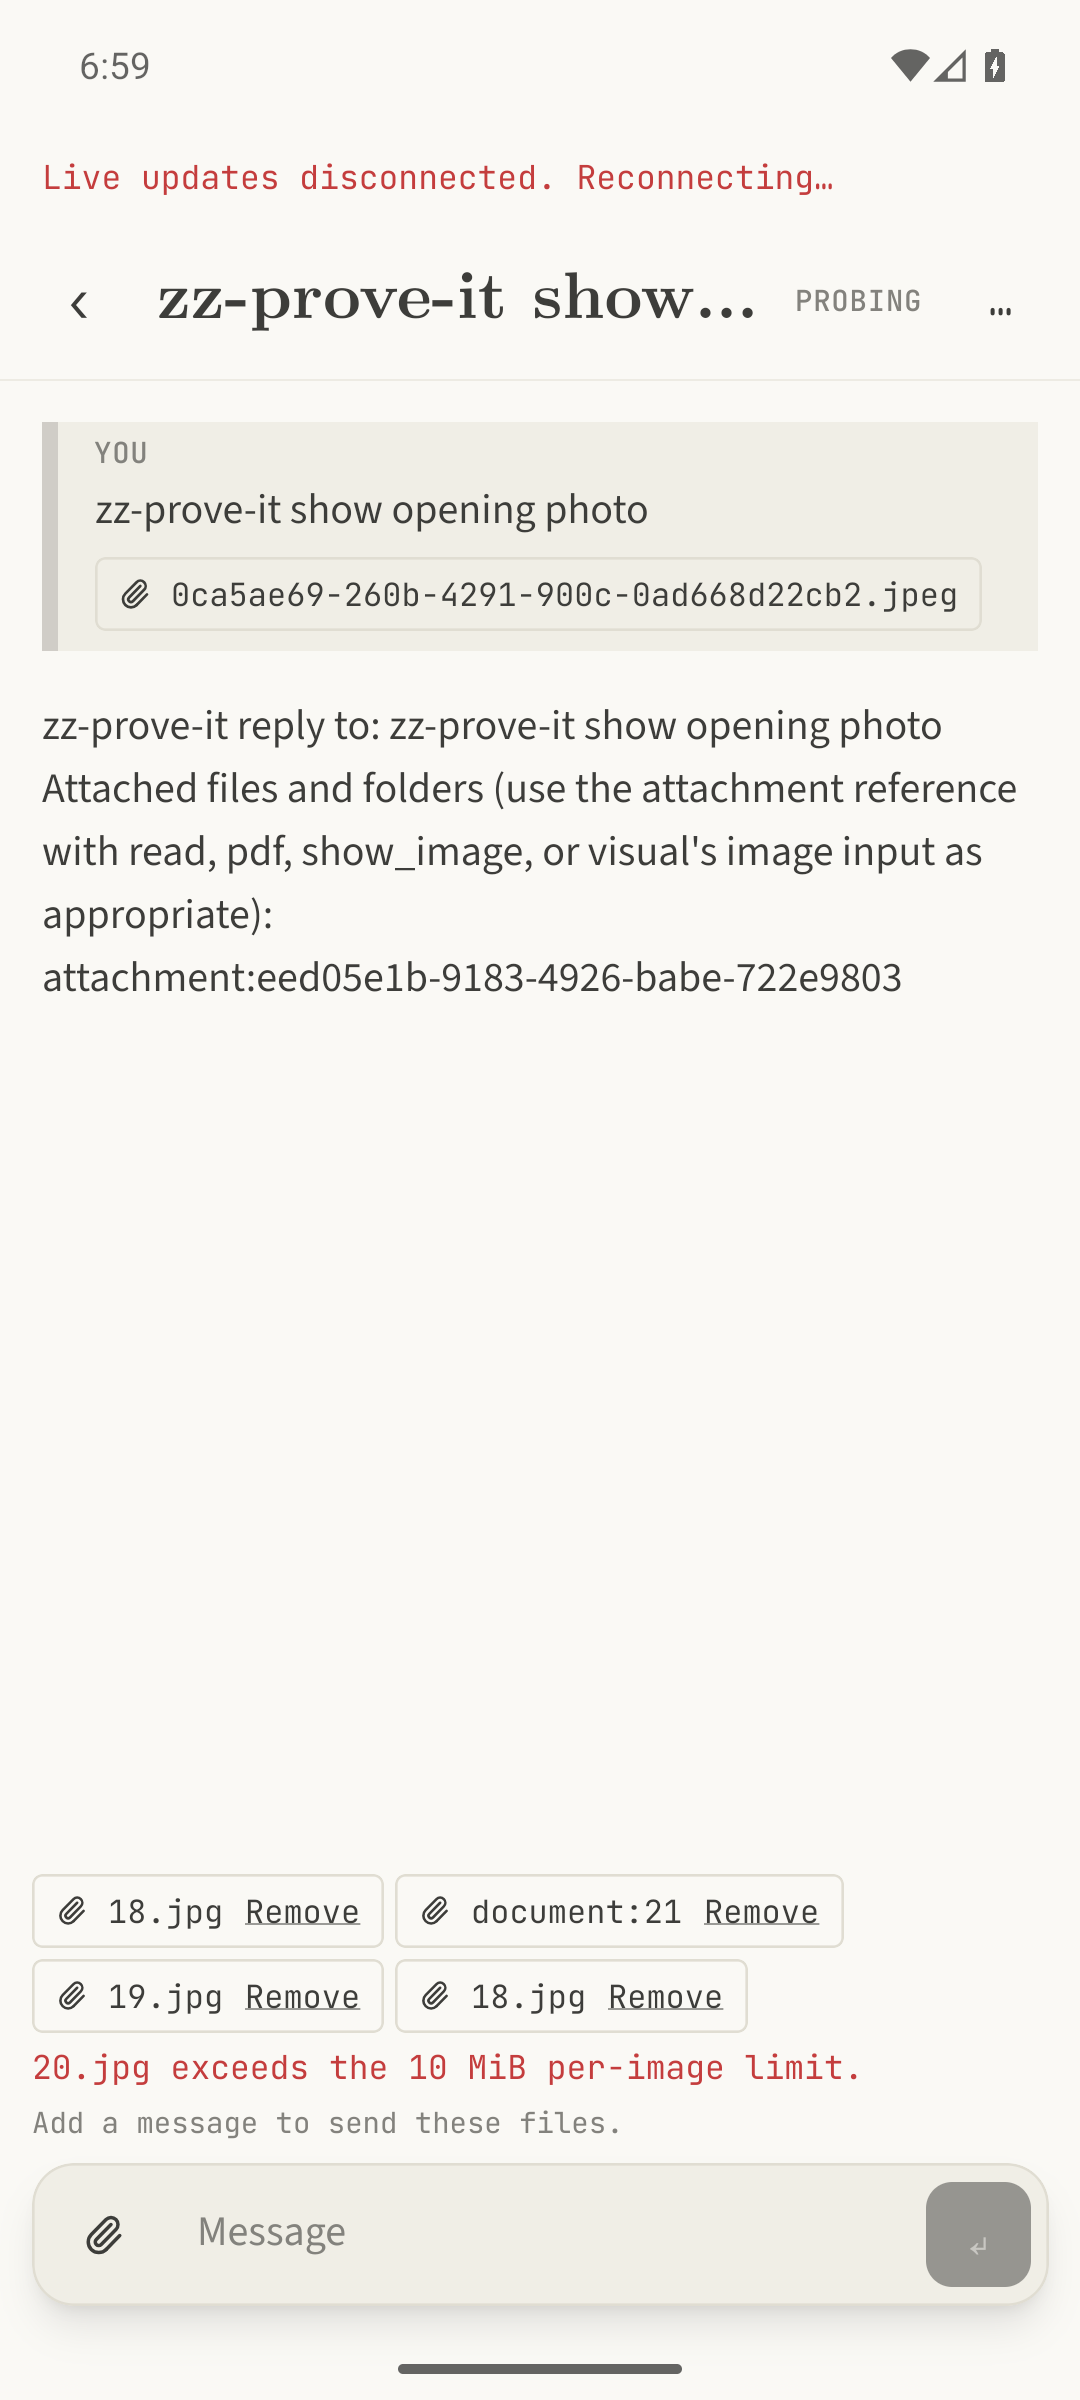 6:59
Live updates disconnected. Reconnecting…
‹ zz-prove-it show... PROBING …
YOU
zz-prove-it show opening photo
0ca5ae69-260b-4291-900c-0ad668d22cb2.jpeg
zz-prove-it reply to: zz-prove-it show opening photo
Attached files and folders (use the attachment reference
with read, pdf, show_image, or visual's image input as
appropriate):
attachment:eed05e1b-9183-4926-babe-722e9803
18.jpg Remove document:21 Remove
19.jpg Remove 18.jpg Remove
20.jpg exceeds the 10 MiB per-image limit.
Add a message to send these files.
Message